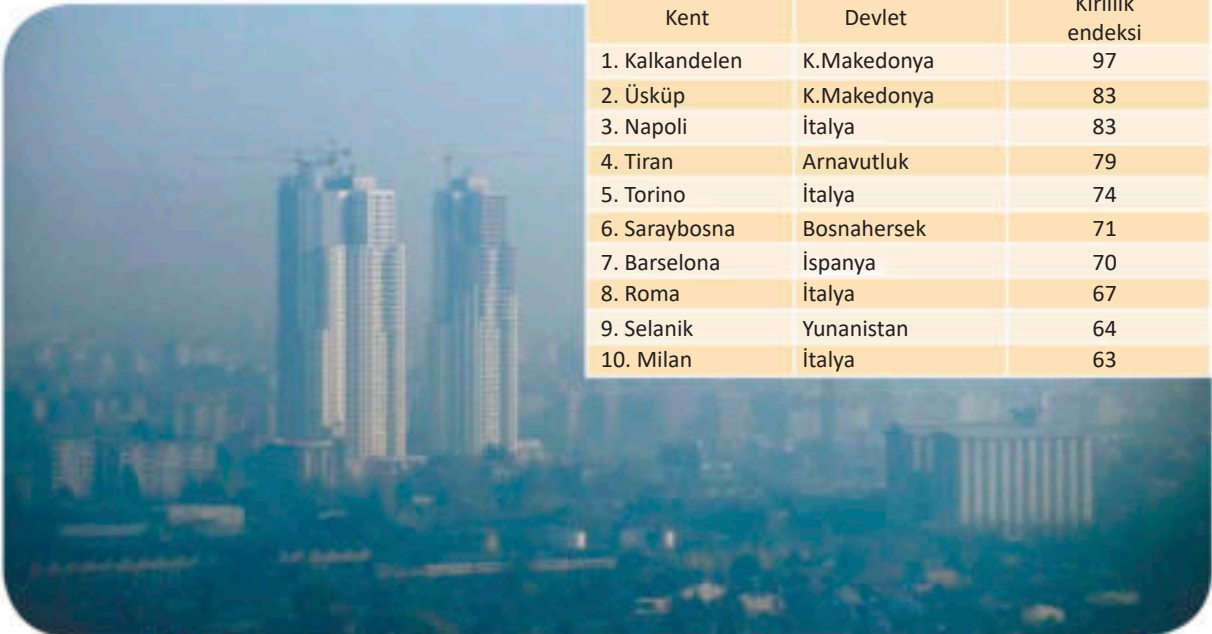 Kent Devlet Kirlilik
endeksi
1. Kalkandelen K.Makedonya 97
2. Üsküp K.Makedonya 83
3. Napoli İtalya 83
4. Tiran Arnavutluk 79
5. Torino İtalya 74
6. Saraybosna Bosnahersek 71
7. Barselona İspanya 70
8. Roma İtalya 67
9. Selanik Yunanistan 64
10. Milan İtalya 63